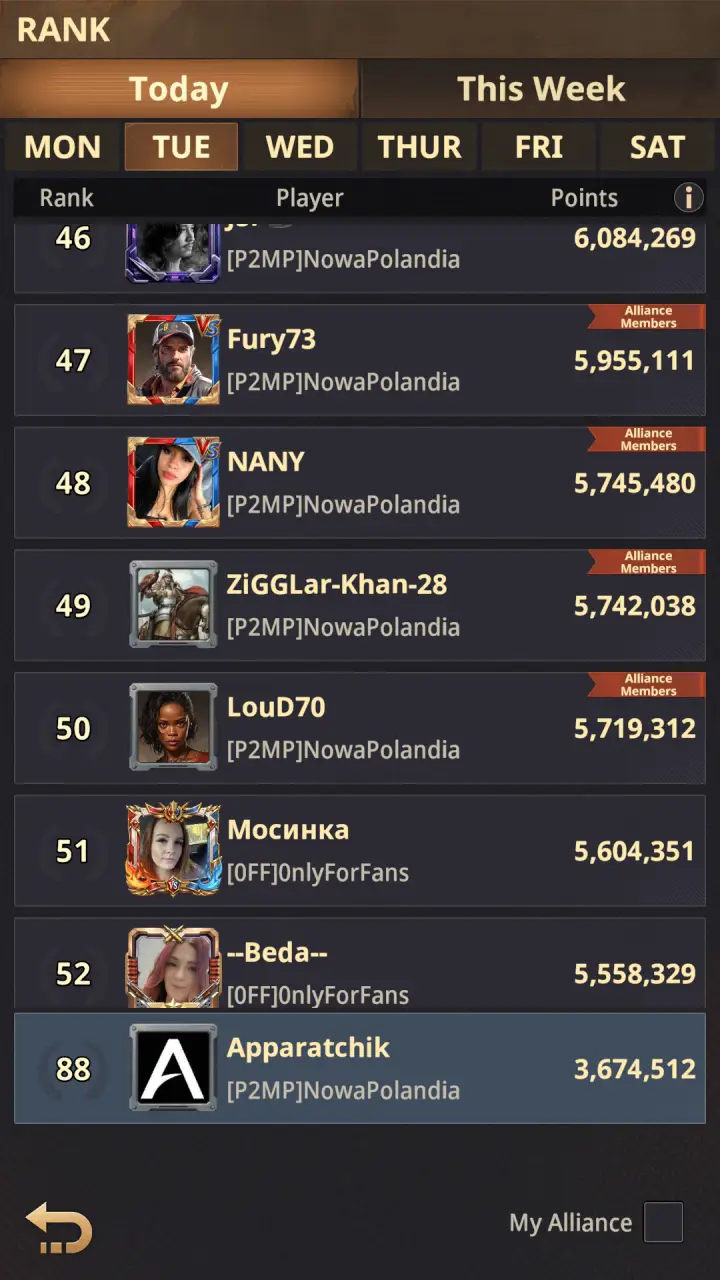 RANK
Today
This Week
MON TUE WED THUR FRI SAT
Rank Player Points i
46
[P2MP]NowaPolandia
6,084,269
Alliance
Members
47
Fury73
[P2MP]NowaPolandia
5,955,111
Alliance
Members
48
NANY
[P2MP]NowaPolandia
5,745,480
Alliance
Members
49
ZiGGLar-Khan-28
[P2MP]NowaPolandia
5,742,038
Alliance
Members
50
LouD70
[P2MP]NowaPolandia
5,719,312
51
Мосинка
[0FF]0nlyForFans
5,604,351
52
--Beda--
[0FF]0nlyForFans
5,558,329
88
Apparatchik
[P2MP]NowaPolandia
3,674,512
My Alliance